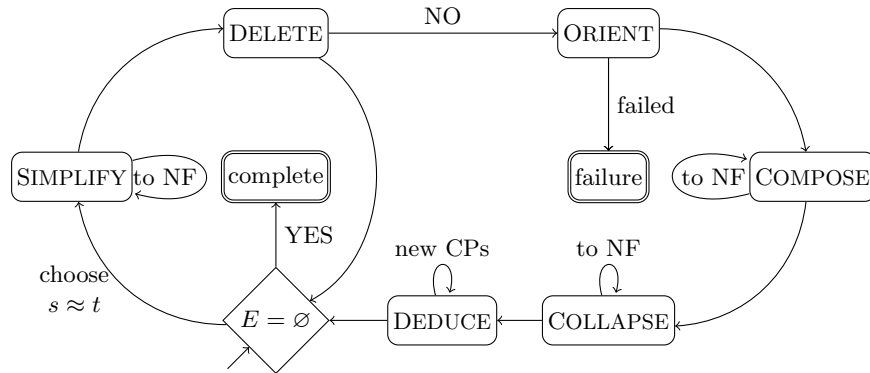 NO
DELETE
ORIENT
failed
SIMPLIFY
to NF
complete
failure
to NF
COMPOSE
YES
new CPs
to NF
choose
s ≈ t
E = ∅
DEDUCE
COLLAPSE